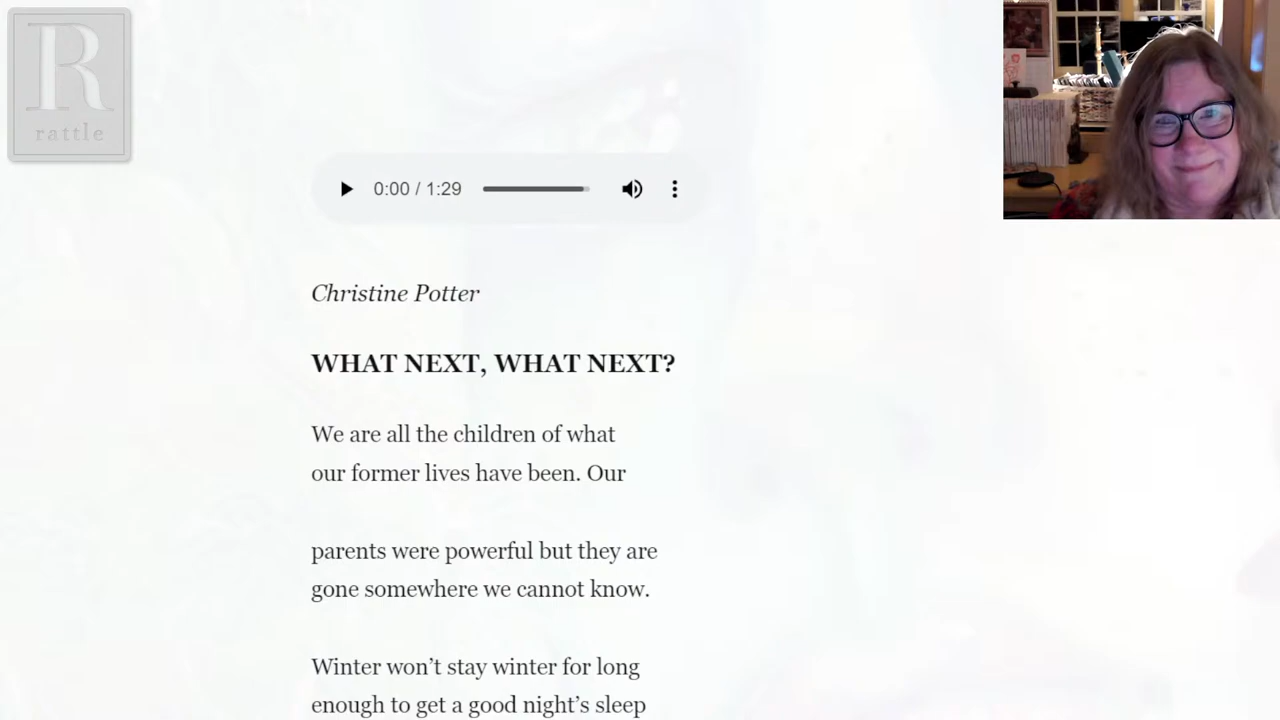 R
rattle
0:00 / 1:29
Christine Potter
WHAT NEXT, WHAT NEXT?
We are all the children of what
our former lives have been. Our
parents were powerful but they are
gone somewhere we cannot know.
Winter won’t stay winter for long
enough to get a good night’s sleep